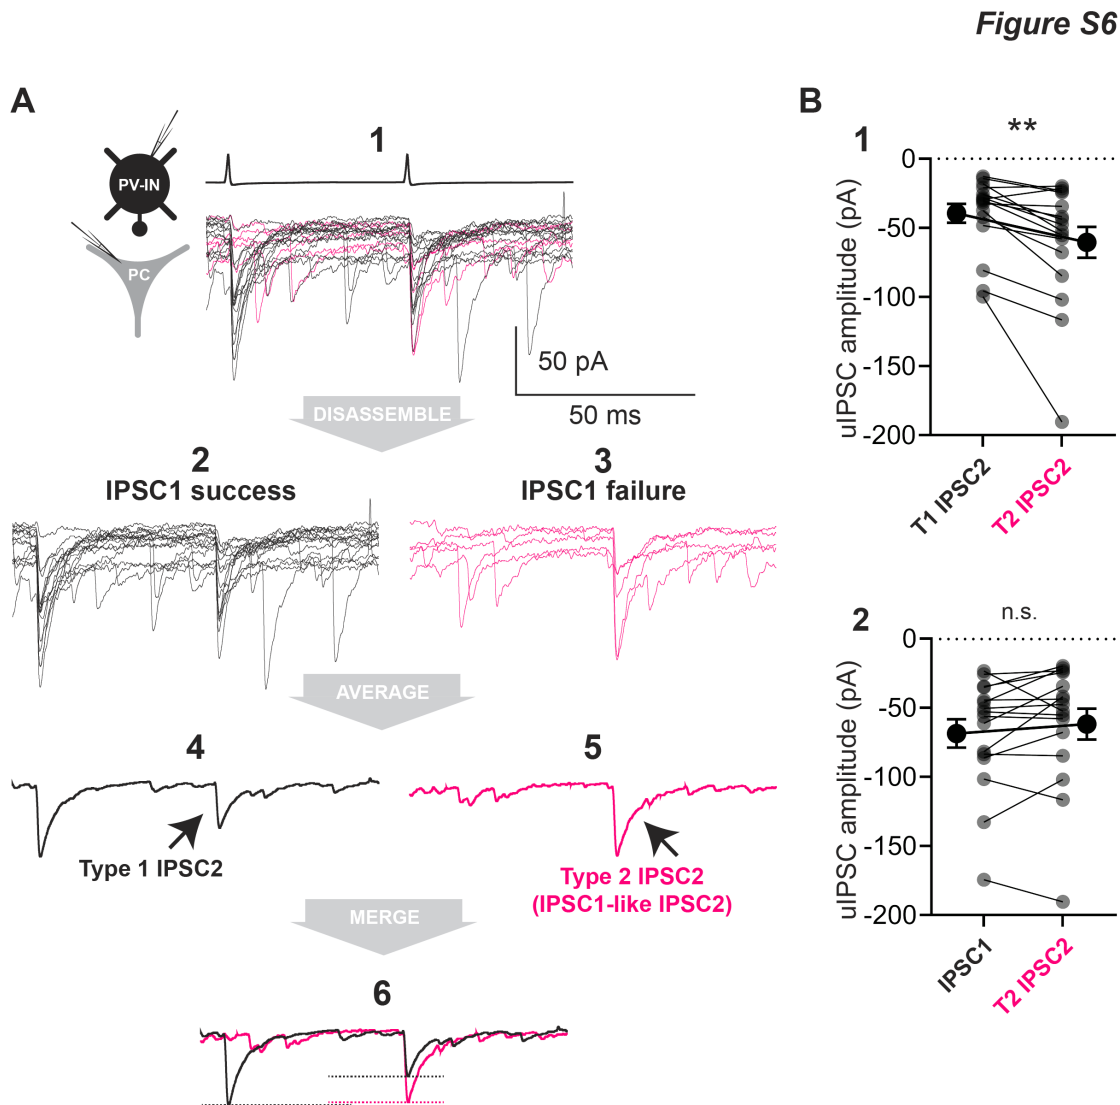 Figure S6
A
1
PV-IN
PC
50 pA
50 ms
DISASSEMBLE
2
IPSC1 success
3
IPSC1 failure
AVERAGE
4
Type 1 IPSC2
5
Type 2 IPSC2
(IPSC1-like IPSC2)
MERGE
6
B
1
**
uIPSC amplitude (pA)
0
-50
-100
-150
-200
T1 IPSC2
T2 IPSC2
2
n.s.
uIPSC amplitude (pA)
0
-50
-100
-150
-200
IPSC1
T2 IPSC2